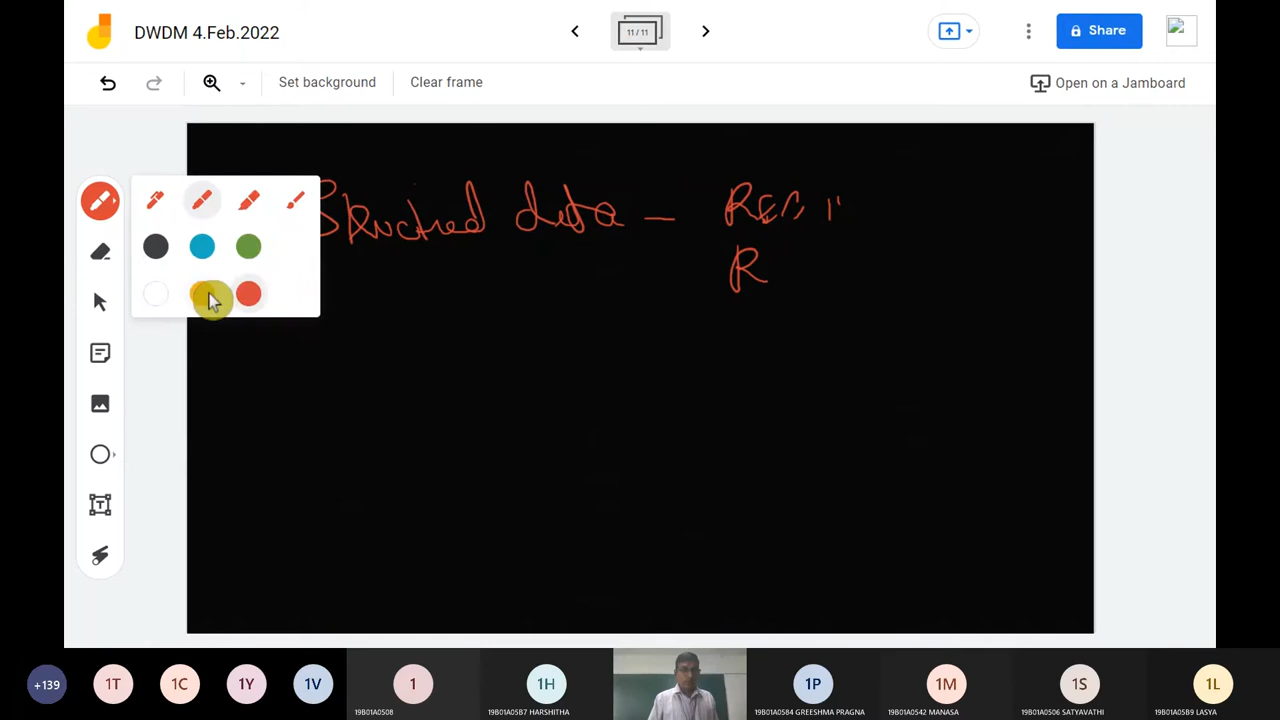 DWDM 4.Feb.2022
11 / 11
Share
Set background
Clear frame
Open on a Jamboard
Structured data —
R
+139
1T
1C
1Y
1V
1
1H
1P
1M
1S
1L
19B01A0508
19B01A05B7 HARSHITHA
19B01A0584 GREESHMA PRAGNA
19B01A0542 MANASA
19B01A0506 SATYAVATHI
19B01A05B9 LASYA